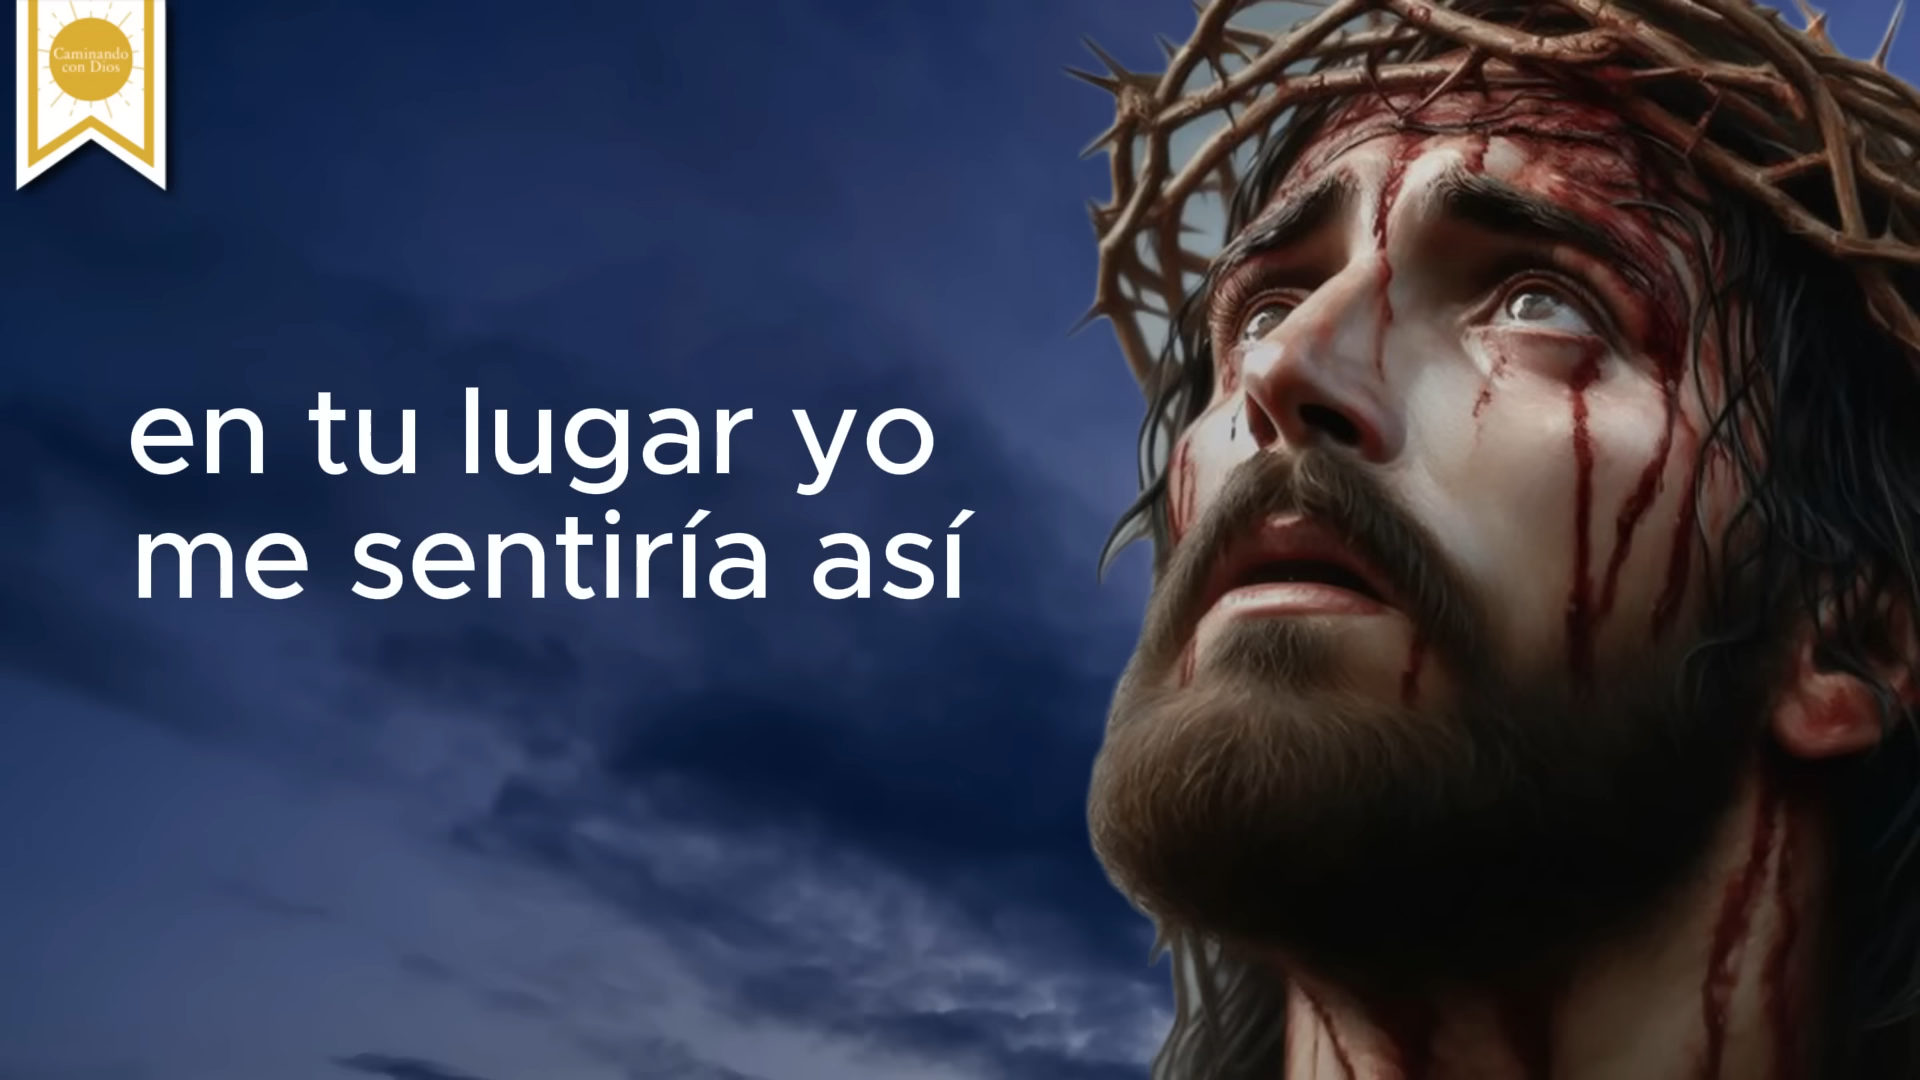 Caminando
con Dios
en tu lugar yo
me sentiría así